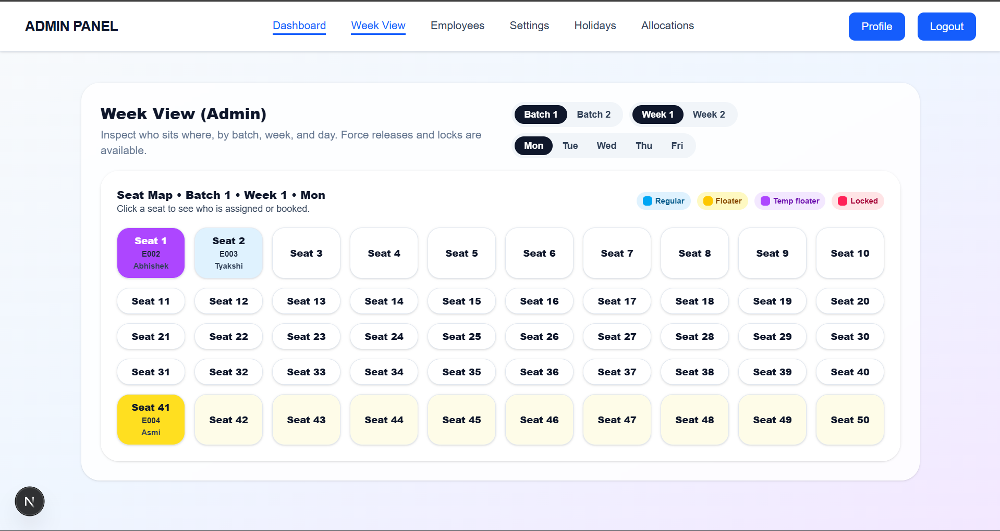 ADMIN PANEL
Dashboard Week View Employees Settings Holidays Allocations
Profile Logout
Week View (Admin)
Inspect who sits where, by batch, week, and day. Force releases and locks are
available.
Batch 1 Batch 2 Week 1 Week 2
Mon Tue Wed Thu Fri
Seat Map • Batch 1 • Week 1 • Mon
Click a seat to see who is assigned or booked.
Regular Floater Temp floater Locked
Seat 1
E002
Abhishek
Seat 2
E003
Tyakshi
Seat 3
Seat 4
Seat 5
Seat 6
Seat 7
Seat 8
Seat 9
Seat 10
Seat 11 Seat 12 Seat 13 Seat 14 Seat 15 Seat 16 Seat 17 Seat 18 Seat 19 Seat 20
Seat 21 Seat 22 Seat 23 Seat 24 Seat 25 Seat 26 Seat 27 Seat 28 Seat 29 Seat 30
Seat 31 Seat 32 Seat 33 Seat 34 Seat 35 Seat 36 Seat 37 Seat 38 Seat 39 Seat 40
Seat 41
E004
Asmi
Seat 42
Seat 43
Seat 44
Seat 45
Seat 46
Seat 47
Seat 48
Seat 49
Seat 50
N